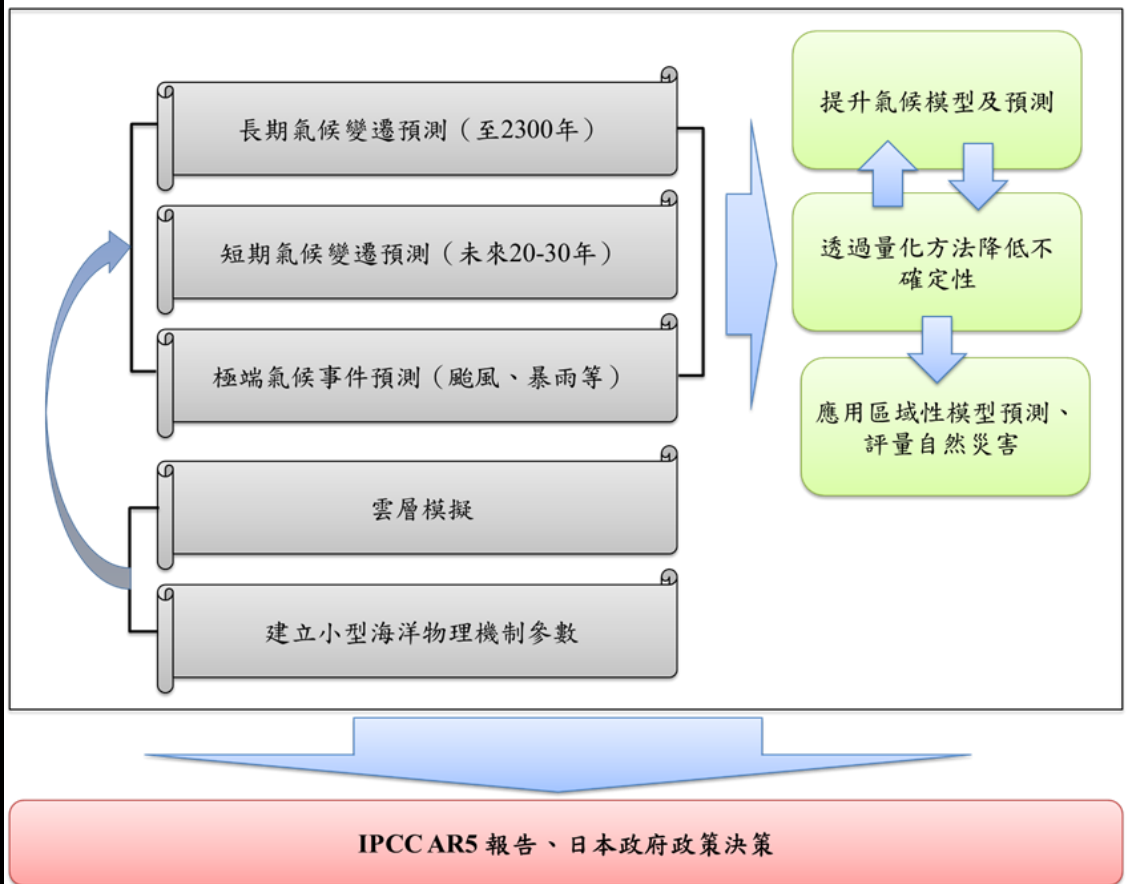 長期氣候變遷預測（至2300年）
短期氣候變遷預測（未來20-30年）
極端氣候事件預測（颱風、暴雨等）
雲層模擬
建立小型海洋物理機制參數
提升氣候模型及預測
透過量化方法降低不
確定性
應用區域性模型預測、
評量自然災害
IPCC AR5 報告、日本政府政策決策